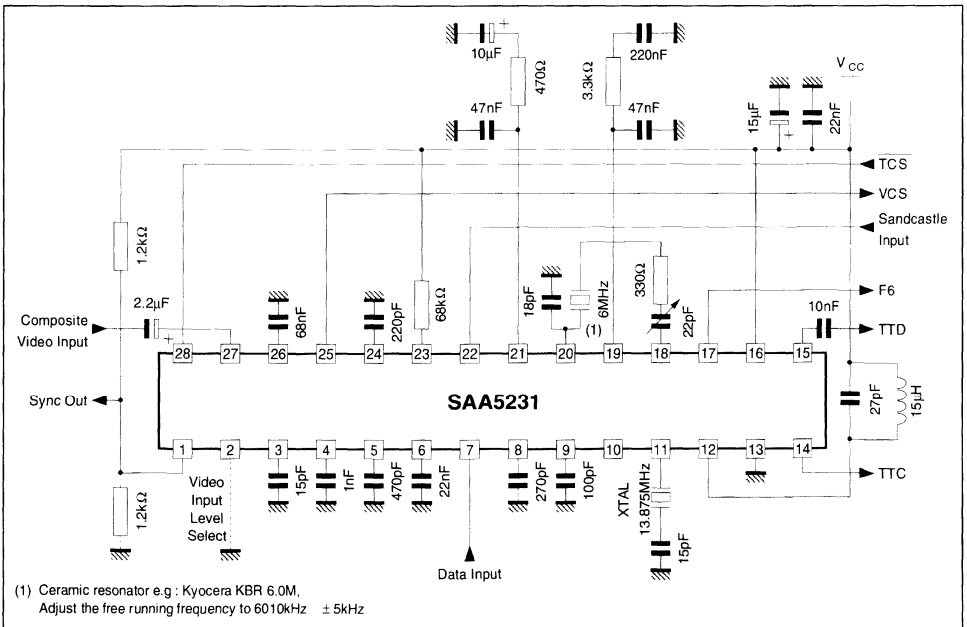 10μF
+
470Ω
47nF
220nF
3.3kΩ
47nF
VCC
15μF
+
22nF
TCS
VCS
Sandcastle
Input
1.2kΩ
2.2μF
+
68nF
220pF
68kΩ
18pF
6MHz
(1)
330Ω
22pF
F6
10nF
TTD
Composite
Video Input
28 27 26 25 24 23 22 21 20 19 18 17 16 15
SAA5231
Sync Out
27pF
15μH
1 2 3 4 5 6 7 8 9 10 11 12 13 14
TTC
1.2kΩ
Video
Input
Level
Select
15pF
1nF
470pF
22nF
270pF
100pF
XTAL
13.875MHz
15pF
Data Input
(1) Ceramic resonator e.g : Kyocera KBR 6.0M,
Adjust the free running frequency to 6010kHz ± 5kHz